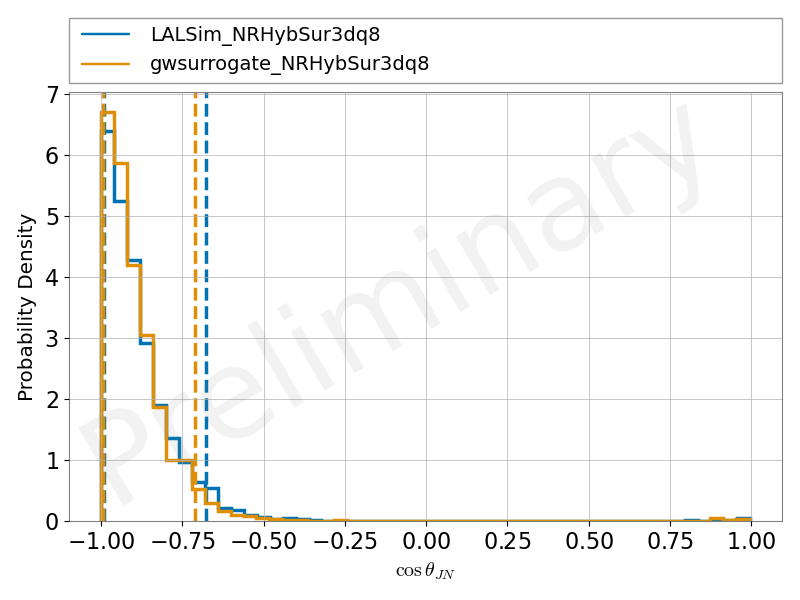 LALSim_NRHybSur3dq8
gwsurrogate_NRHybSur3dq8
7
6
5
4
3
2
1
0
Probability Density
Preliminary
−1.00 −0.75 −0.50 −0.25 0.00 0.25 0.50 0.75 1.00
cos θ_JN